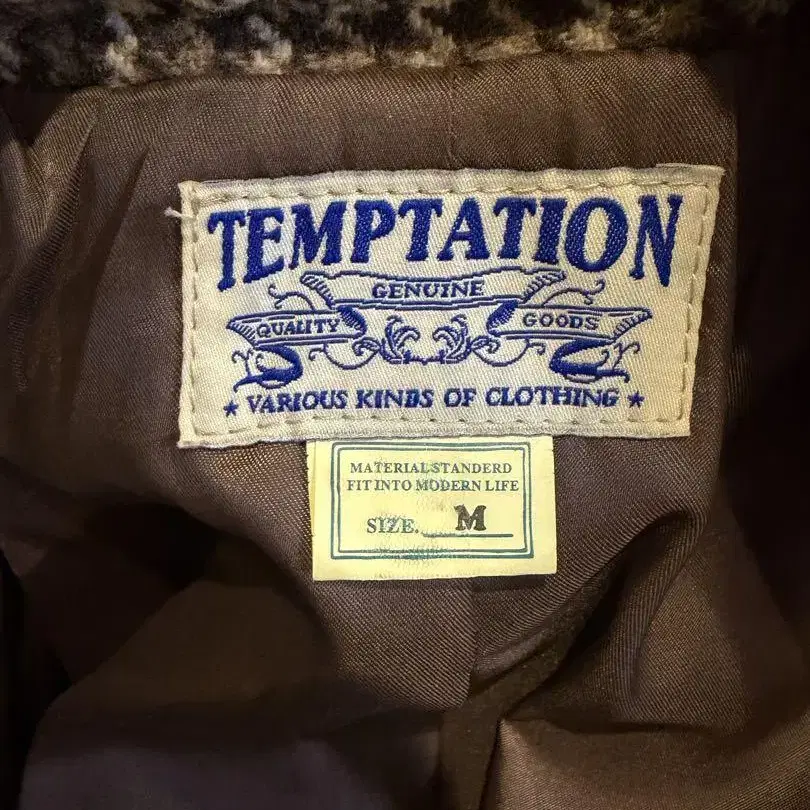 TEMPTATION
GENUINE
QUALITY GOODS
★ VARIOUS KINDS OF CLOTHING ★
MATERIAL STANDERD
FIT INTO MODERN LIFE
SIZE. M